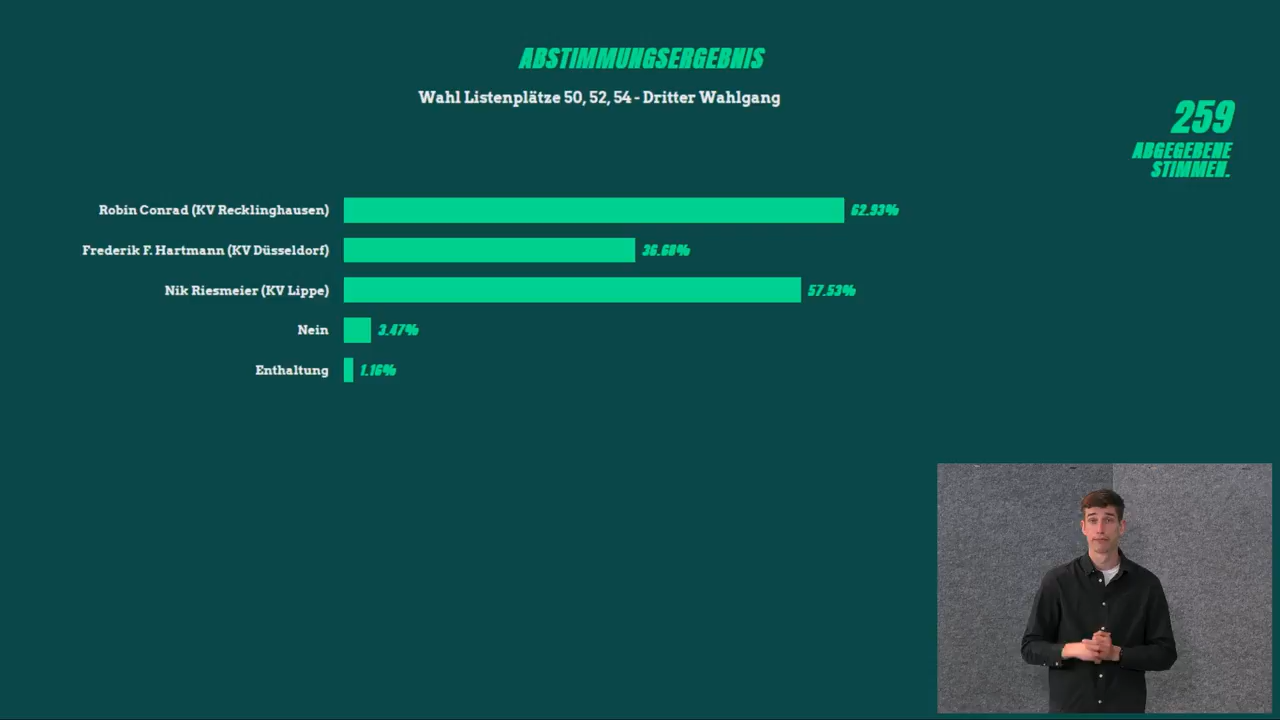 ABSTIMMUNGSERGEBNIS
Wahl Listenplätze 50, 52, 54 - Dritter Wahlgang
259
ABGEGEBENE
STIMMEN.
Robin Conrad (KV Recklinghausen) 62.93%
Frederik F. Hartmann (KV Düsseldorf) 36.68%
Nik Riesmeier (KV Lippe) 57.53%
Nein 3.47%
Enthaltung 1.16%